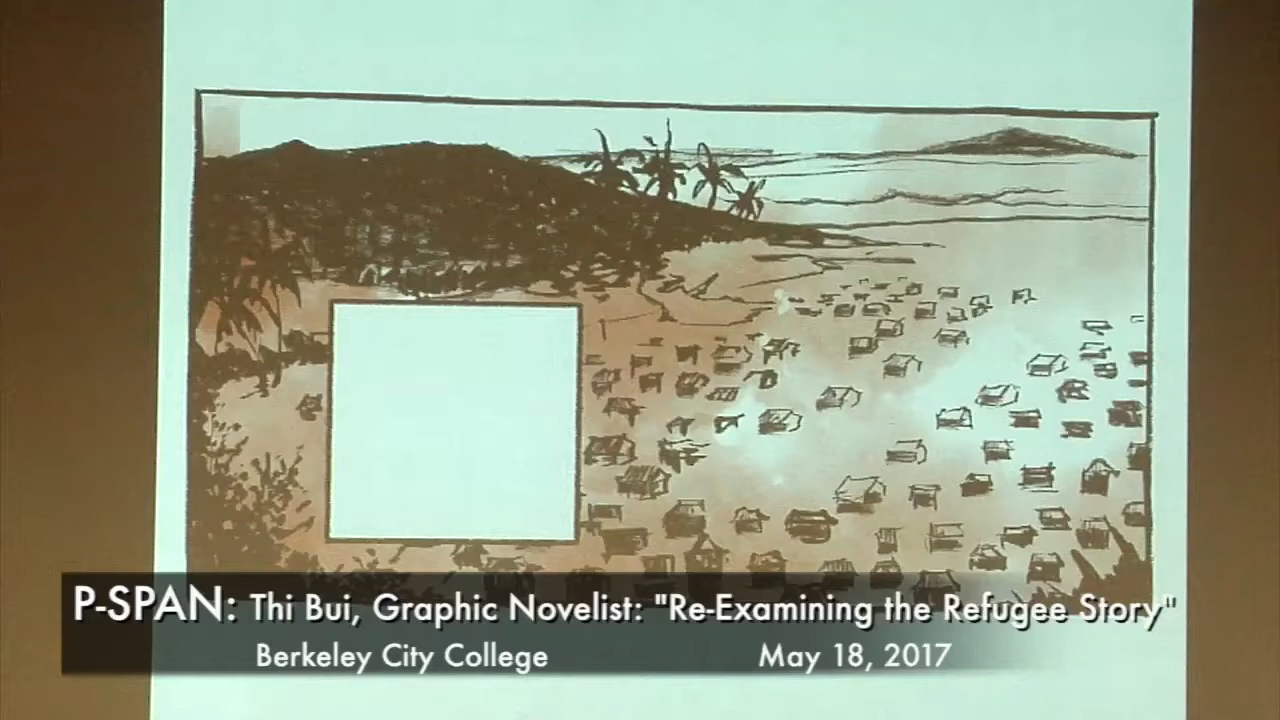 P-SPAN: Thi Bui, Graphic Novelist: "Re-Examining the Refugee Story"
Berkeley City College May 18, 2017